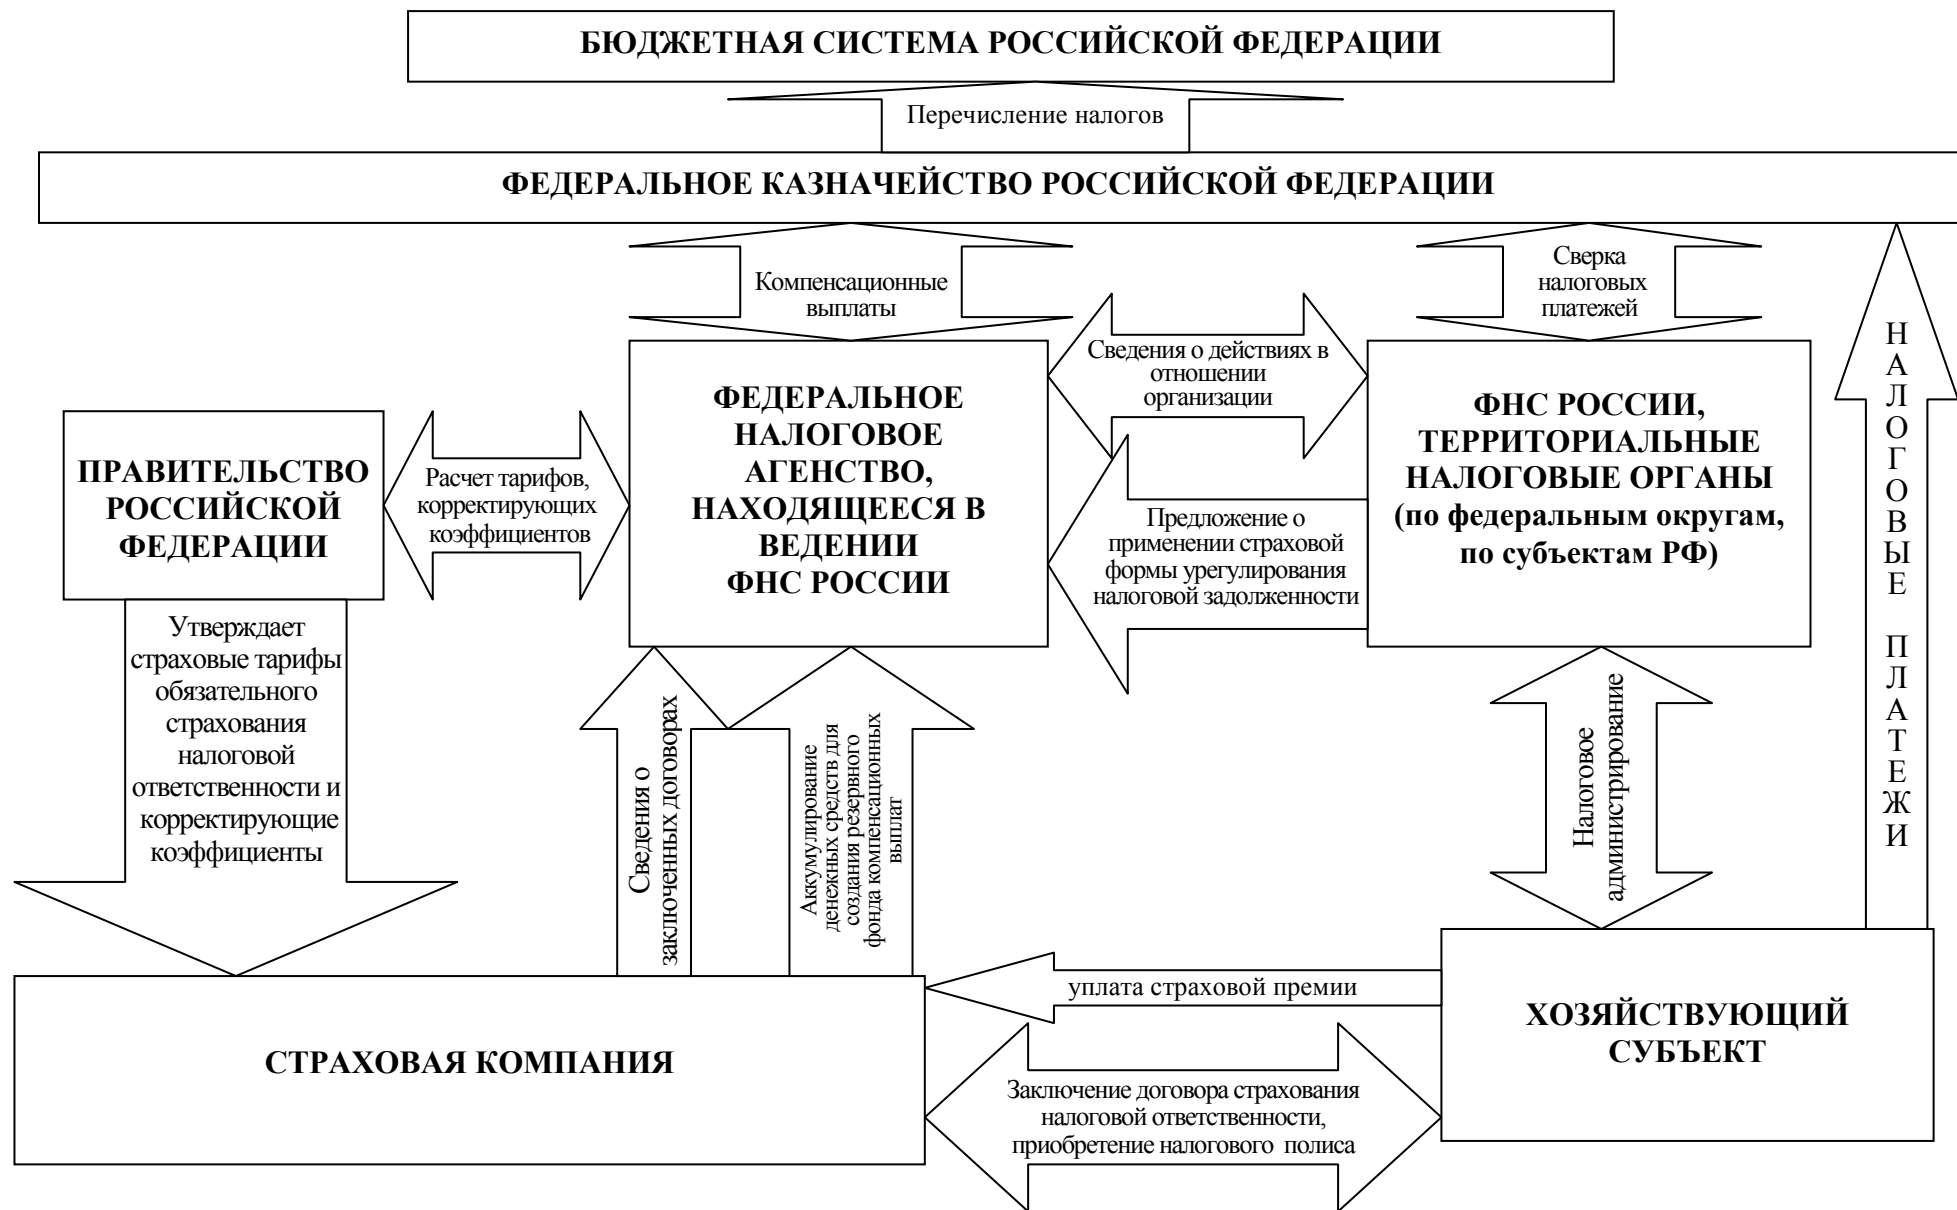 БЮДЖЕТНАЯ СИСТЕМА РОССИЙСКОЙ ФЕДЕРАЦИИ
Перечисление налогов
ФЕДЕРАЛЬНОЕ КАЗНАЧЕЙСТВО РОССИЙСКОЙ ФЕДЕРАЦИИ
Компенсационные
выплаты
Сверка
налоговых
платежей
Сведения о действиях в
отношении
организации
ФЕДЕРАЛЬНОЕ
НАЛОГОВОЕ
АГЕНСТВО,
НАХОДЯЩЕЕСЯ В
ВЕДЕНИИ
ФНС РОССИИ
ФНС РОССИИ,
ТЕРРИТОРИАЛЬНЫЕ
НАЛОГОВЫЕ ОРГАНЫ
(по федеральным округам,
по субъектам РФ)
НАЛОГОВЫЕ ПЛАТЕЖИ
ПРАВИТЕЛЬСТВО
РОССИЙСКОЙ
ФЕДЕРАЦИИ
Расчет тарифов,
корректирующих
коэффициентов
Предложение о
применении страховой
формы урегулирования
налоговой задолженности
Утверждает
страховые тарифы
обязательного
страхования
налоговой
ответственности и
корректирующие
коэффициенты
Сведения о
заключенных договорах
Аккумулирование
денежных средств для
создания резервного
фонда компенсационных
выплат
Налоговое
администрирование
уплата страховой премии
СТРАХОВАЯ КОМПАНИЯ
ХОЗЯЙСТВУЮЩИЙ
СУБЪЕКТ
Заключение договора страхования
налоговой ответственности,
приобретение налогового полиса